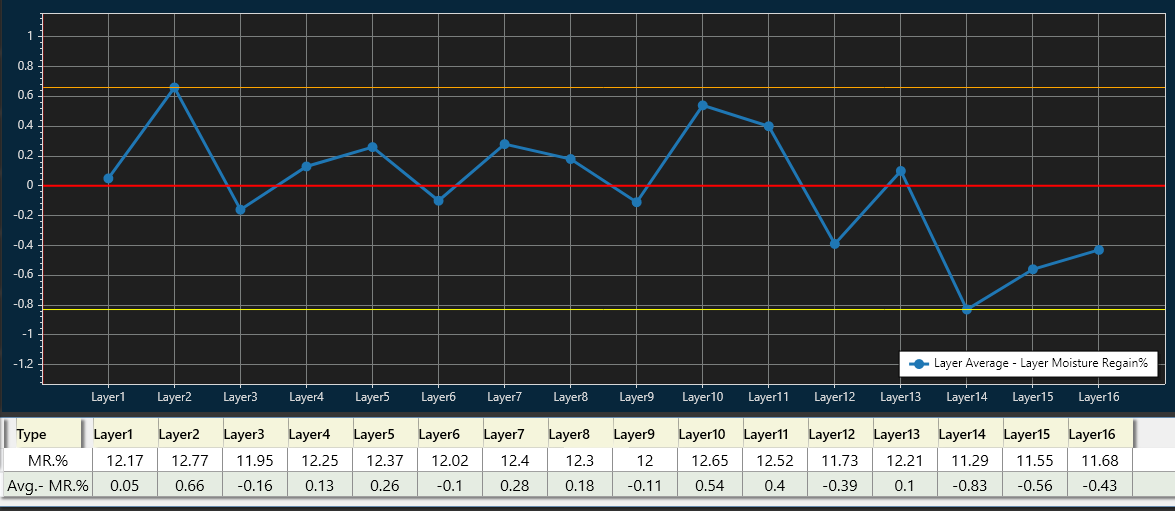 1
0.8
0.6
0.4
0.2
0
-0.2
-0.4
-0.6
-0.8
-1
-1.2
Layer Average - Layer Moisture Regain%
Layer1 Layer2 Layer3 Layer4 Layer5 Layer6 Layer7 Layer8 Layer9 Layer10 Layer11 Layer12 Layer13 Layer14 Layer15 Layer16
Type Layer1 Layer2 Layer3 Layer4 Layer5 Layer6 Layer7 Layer8 Layer9 Layer10 Layer11 Layer12 Layer13 Layer14 Layer15 Layer16
MR.% 12.17 12.77 11.95 12.25 12.37 12.02 12.4 12.3 12 12.65 12.52 11.73 12.21 11.29 11.55 11.68
Avg.- MR.% 0.05 0.66 -0.16 0.13 0.26 -0.1 0.28 0.18 -0.11 0.54 0.4 -0.39 0.1 -0.83 -0.56 -0.43